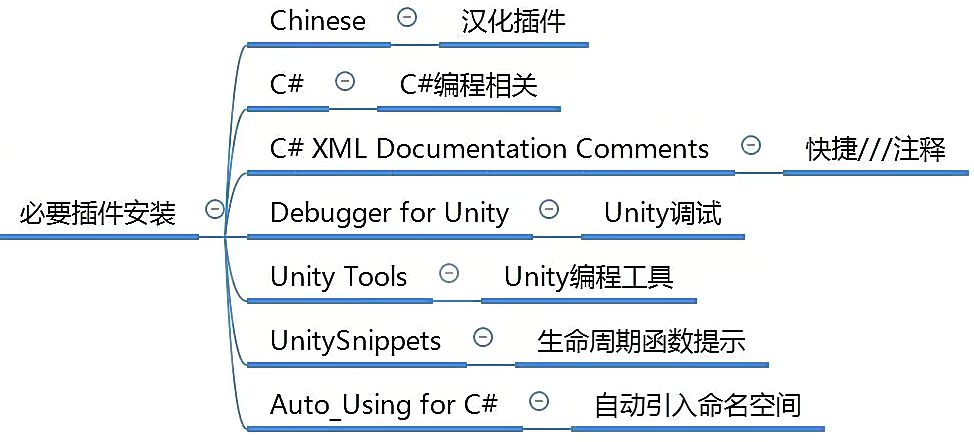 Chinese 汉化插件
C# C#编程相关
C# XML Documentation Comments 快捷///注释
必要插件安装
Debugger for Unity Unity调试
Unity Tools Unity编程工具
UnitySnippets 生命周期函数提示
Auto_Using for C# 自动引入命名空间